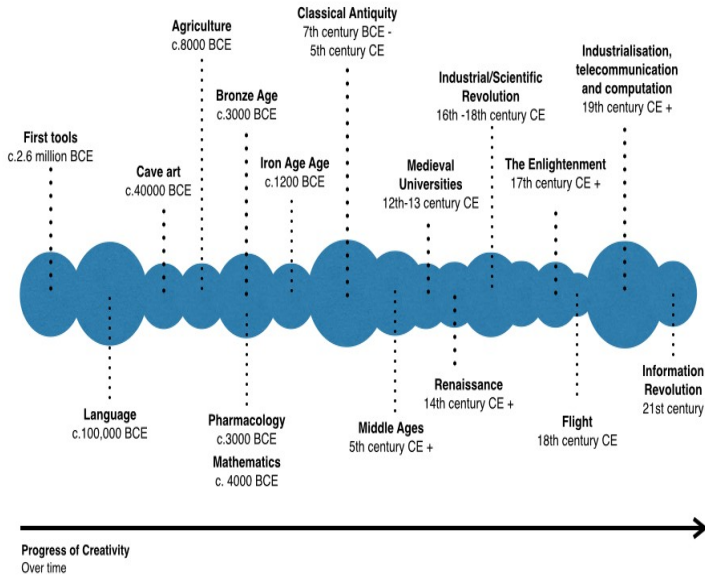 First tools
c.2.6 million BCE
Language
c.100,000 BCE
Cave art
c.40000 BCE
Agriculture
c.8000 BCE
Bronze Age
c.3000 BCE
Pharmacology
c.3000 BCE
Mathematics
c. 4000 BCE
Iron Age Age
c.1200 BCE
Classical Antiquity
7th century BCE -
5th century CE
Middle Ages
5th century CE +
Medieval
Universities
12th-13 century CE
Renaissance
14th century CE +
Industrial/Scientific
Revolution
16th -18th century CE
The Enlightenment
17th century CE +
Flight
18th century CE
Industrialisation,
telecommunication
and computation
19th century CE +
Information
Revolution
21st century
Progress of Creativity
Over time